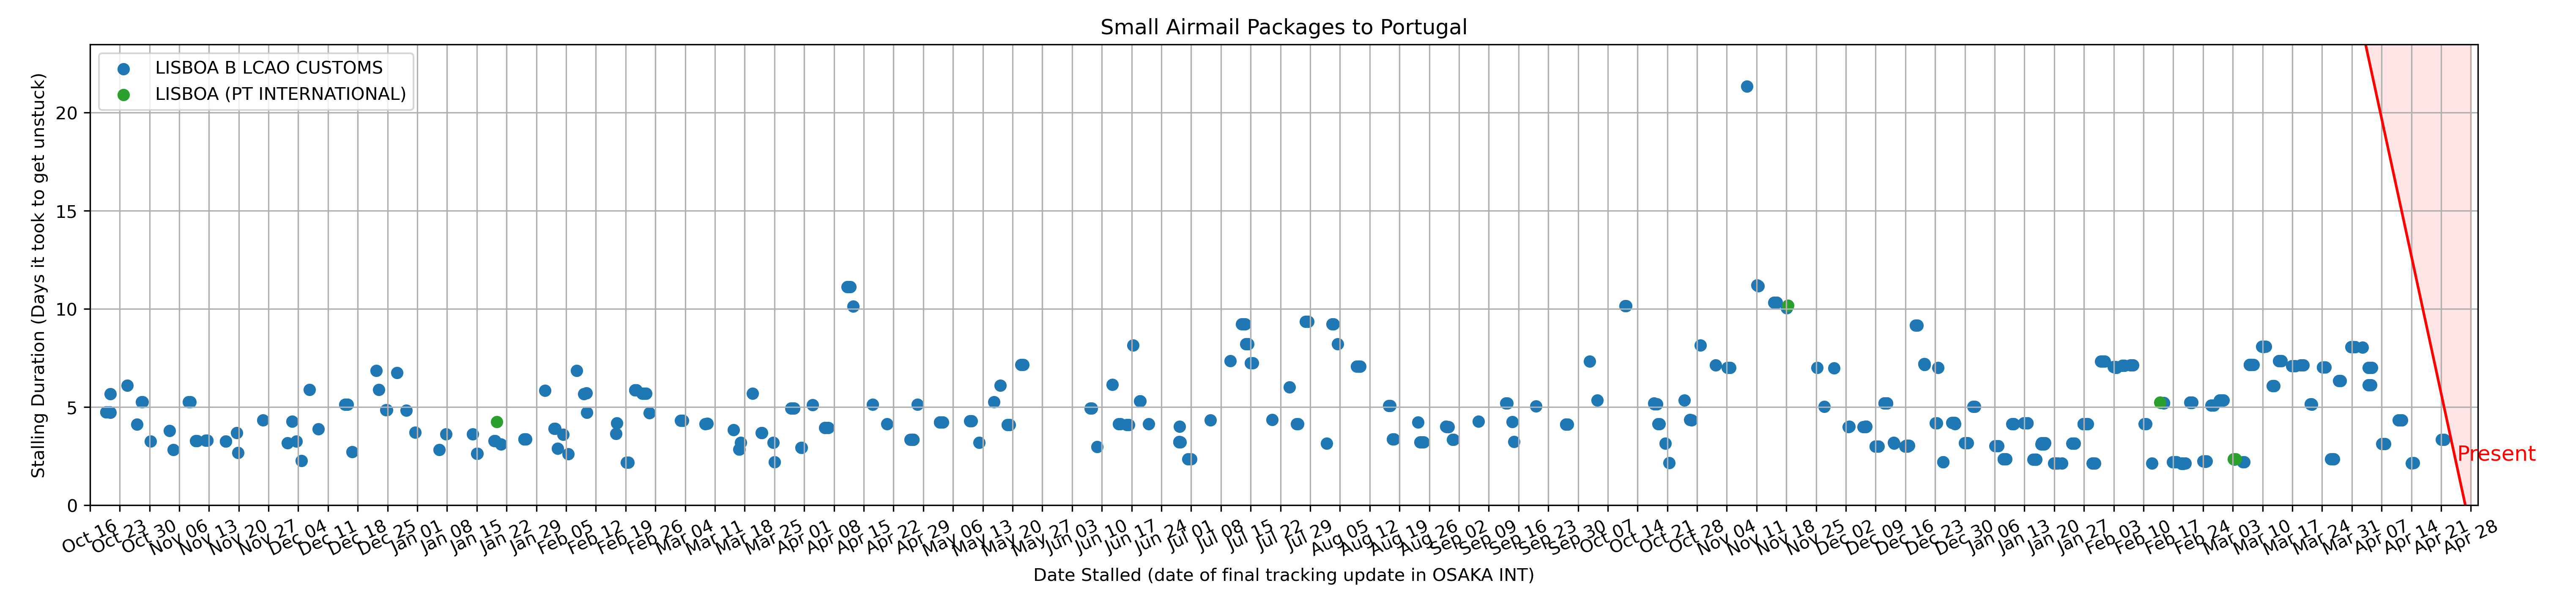 Small Airmail Packages to Portugal
LISBOA B LCAO CUSTOMS
LISBOA (PT INTERNATIONAL)
Stalling Duration (Days it took to get unstuck)
20
15
10
5
0
Present
Oct 16 Oct 23 Oct 30 Nov 06 Nov 13 Nov 20 Nov 27 Dec 04 Dec 11 Dec 18 Dec 25 Jan 01 Jan 08 Jan 15 Jan 22 Jan 29 Feb 05 Feb 12 Feb 19 Feb 26 Mar 04 Mar 11 Mar 18 Mar 25 Apr 01 Apr 08 Apr 15 Apr 22 Apr 29 May 06 May 13 May 20 May 27 Jun 03 Jun 10 Jun 17 Jun 24 Jul 01 Jul 08 Jul 15 Jul 22 Jul 29 Aug 05 Aug 12 Aug 19 Aug 26 Sep 02 Sep 09 Sep 16 Sep 23 Sep 30 Oct 07 Oct 14 Oct 21 Oct 28 Nov 04 Nov 11 Nov 18 Nov 25 Dec 02 Dec 09 Dec 16 Dec 23 Dec 30 Jan 06 Jan 13 Jan 20 Jan 27 Feb 03 Feb 10 Feb 17 Feb 24 Mar 03 Mar 10 Mar 17 Mar 24 Mar 31 Apr 07 Apr 14 Apr 21 Apr 28
Date Stalled (date of final tracking update in OSAKA INT)